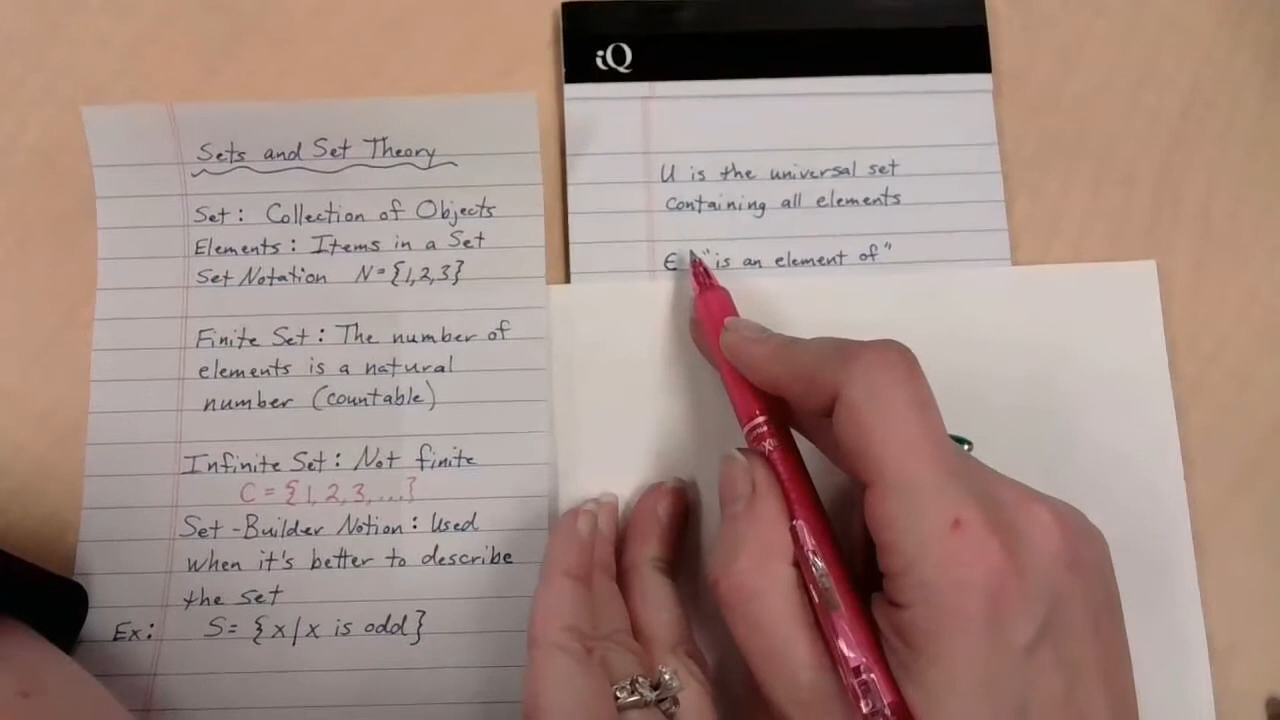 Sets and Set Theory
Set: Collection of Objects
Elements: Items in a Set
Set Notation N={1,2,3}
Finite Set: The number of
elements is a natural
number (countable)
Infinite Set: Not finite
C = {1, 2, 3, ...}
Set-Builder Notion: Used
when it's better to describe
the set
Ex: S= {x/x is odd}
iQ
U is the universal set
containing all elements
∈ "is an element of"